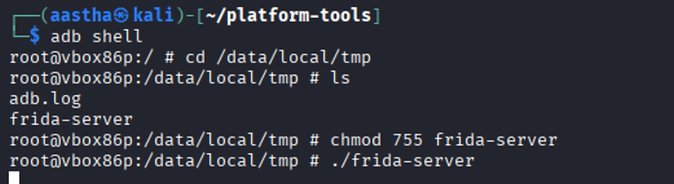 ┌──(aastha㉿kali)-[~/platform-tools]
└─$ adb shell
root@vbox86p:/ # cd /data/local/tmp
root@vbox86p:/data/local/tmp # ls
adb.log
frida-server
root@vbox86p:/data/local/tmp # chmod 755 frida-server
root@vbox86p:/data/local/tmp # ./frida-server